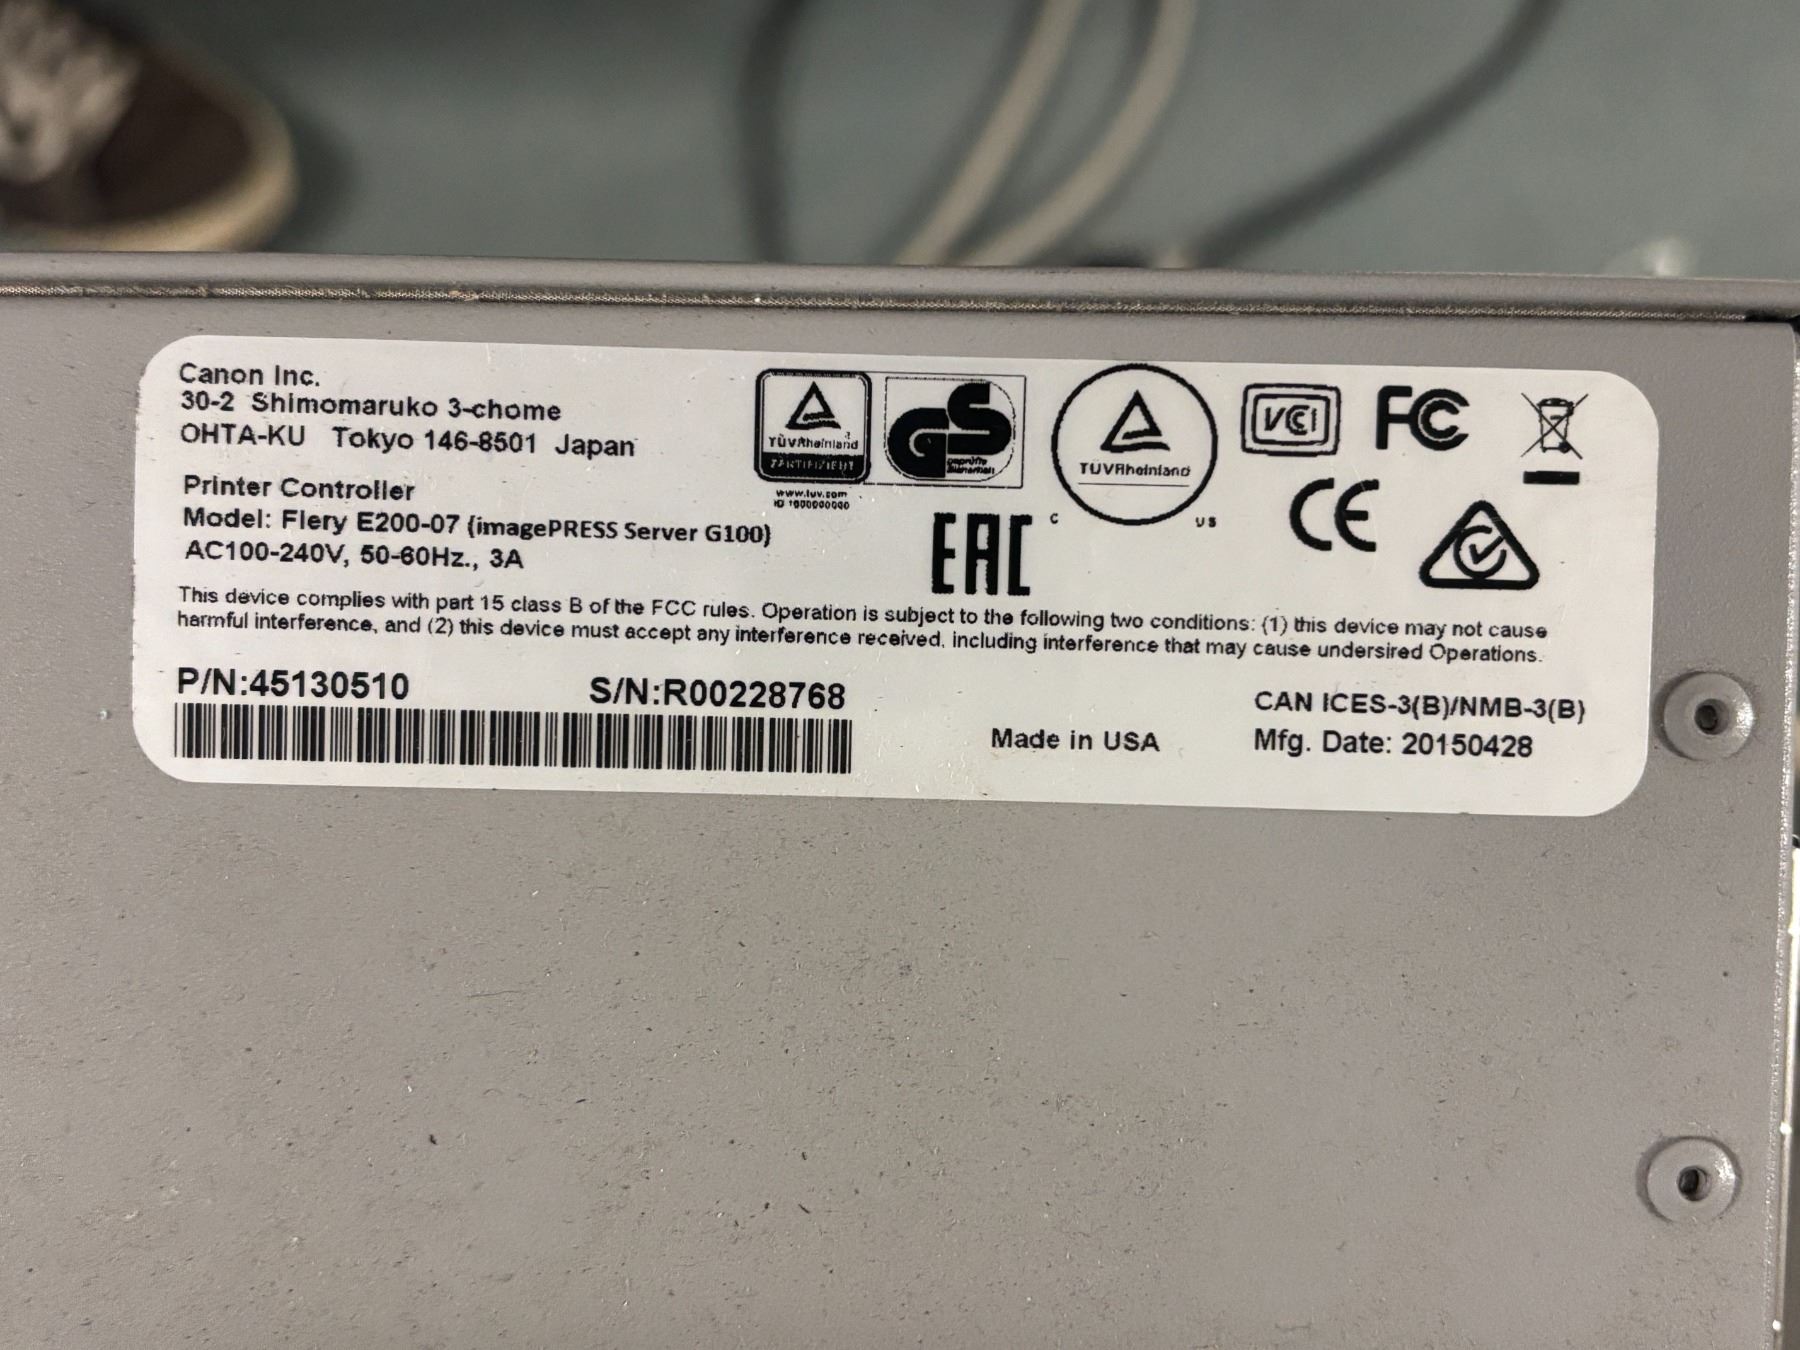 Canon Inc.
30-2 Shimomaruko 3-chome
OHTA-KU Tokyo 146-8501 Japan
Printer Controller
Model: Fiery E200-07 (imagePRESS Server G100)
AC100-240V, 50-60Hz., 3A
TÜVRheinland
ZERTIFIZIERT
www.tuv.com
GS
geprüfte
Sicherheit
TÜVRheinland
C US
VCI
FC
EAC
CE
This device complies with part 15 class B of the FCC rules. Operation is subject to the following two conditions: (1) this device may not cause
harmful interference, and (2) this device must accept any interference received, including interference that may cause undersired Operations.
P/N:45130510 S/N:R00228768
Made in USA
CAN ICES-3(B)/NMB-3(B)
Mfg. Date: 20150428